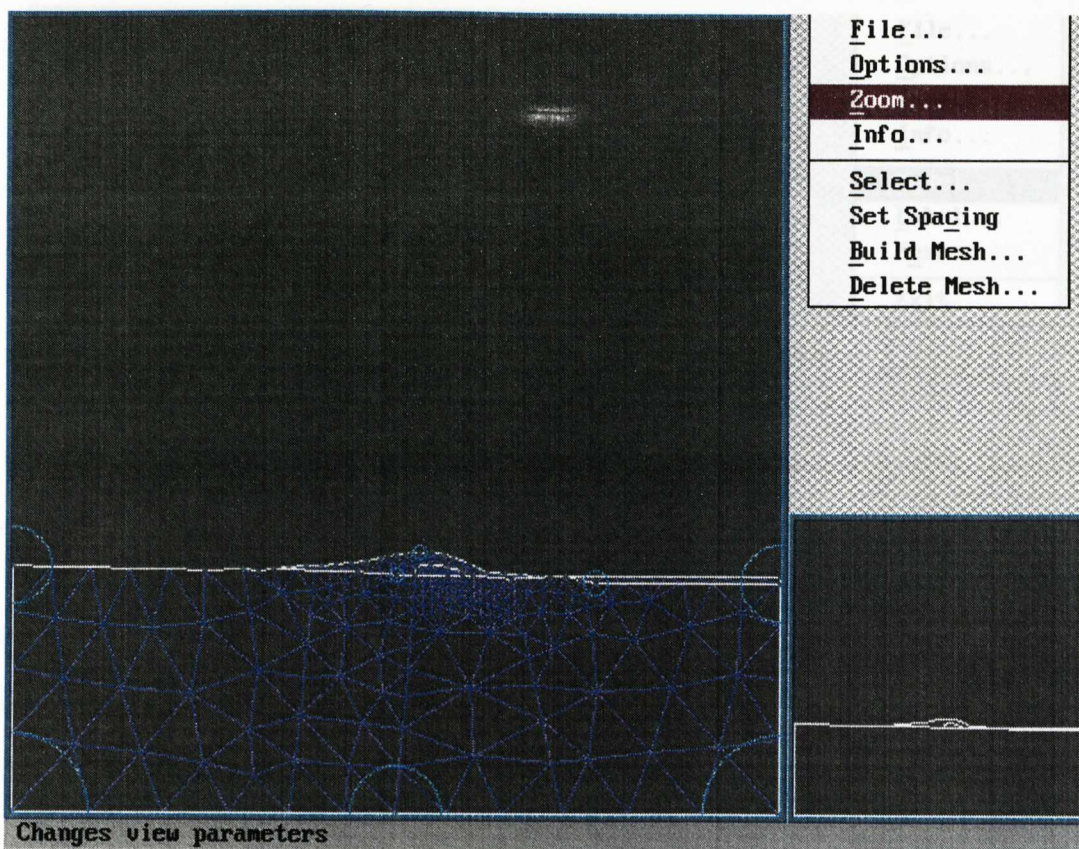 File...
Options...
Zoom...
Info...
Select...
Set Spacing
Build Mesh...
Delete Mesh...
Changes view parameters